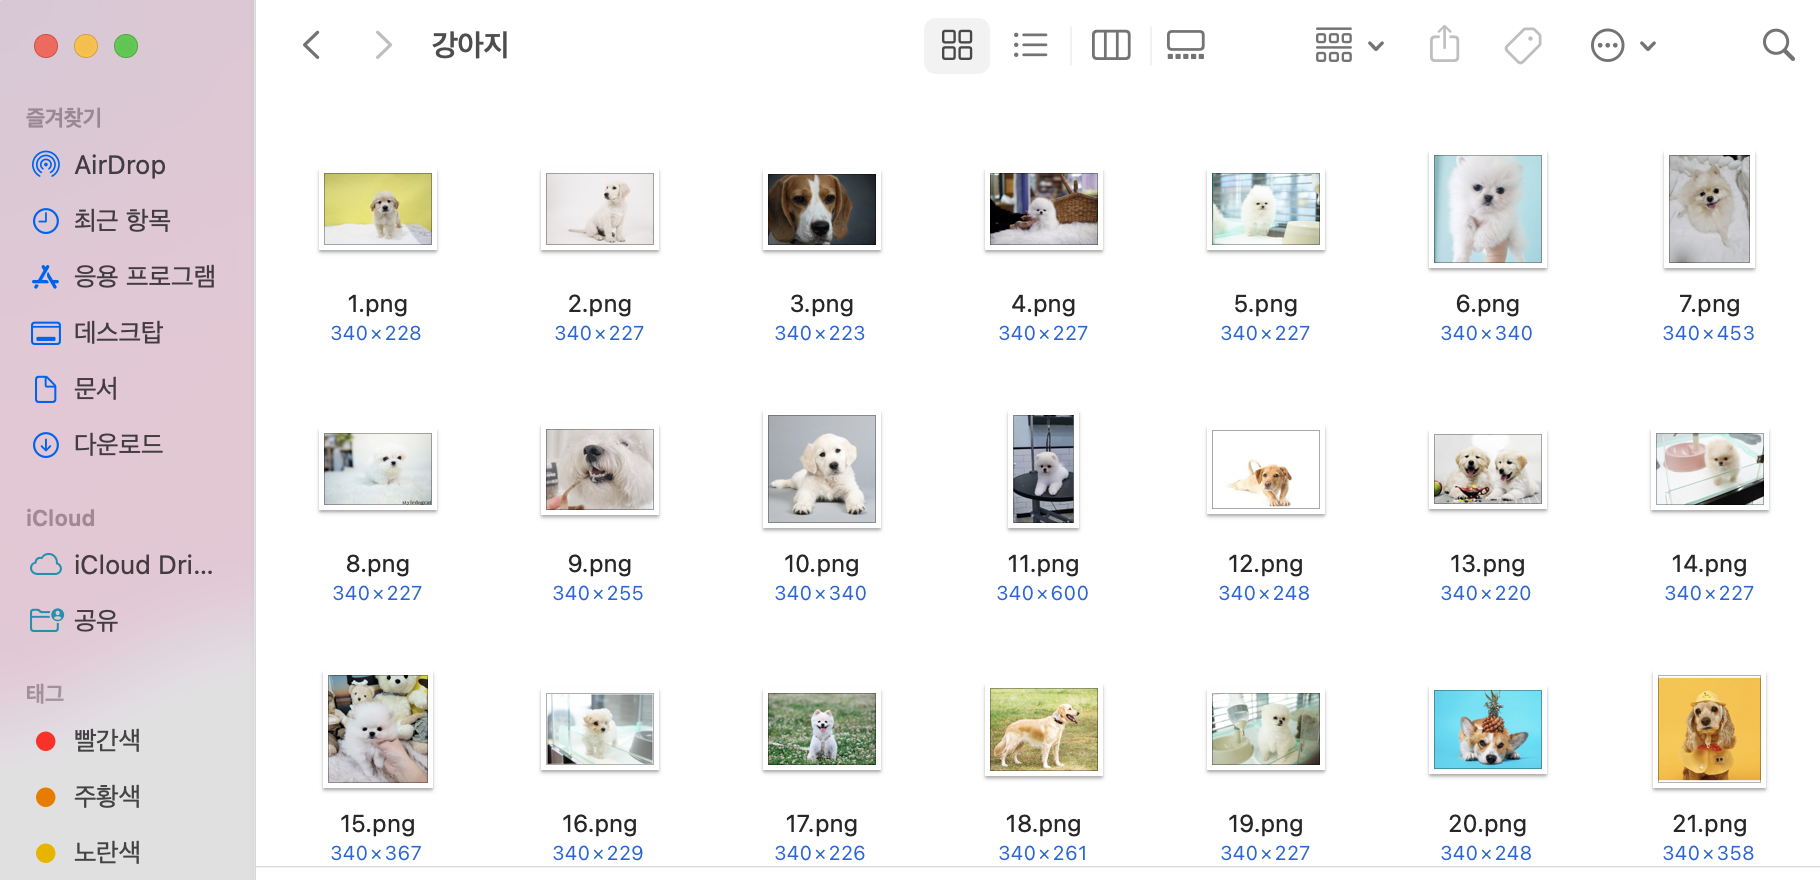 강아지
즐겨찾기
AirDrop
최근 항목
응용 프로그램
데스크탑
문서
다운로드
iCloud
iCloud Dri...
공유
태그
빨간색
주황색
노란색
1.png
340×228
2.png
340×227
3.png
340×223
4.png
340×227
5.png
340×227
6.png
340×340
7.png
340×453
8.png
340×227
9.png
340×255
10.png
340×340
11.png
340×600
12.png
340×248
13.png
340×220
14.png
340×227
15.png
340×367
16.png
340×229
17.png
340×226
18.png
340×261
19.png
340×227
20.png
340×248
21.png
340×358